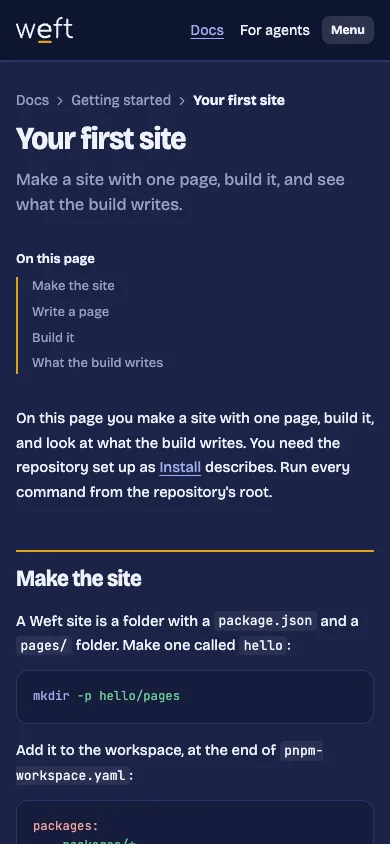 weft
Docs
For agents
Menu
Docs > Getting started > Your first site
Your first site
Make a site with one page, build it, and see
what the build writes.
On this page
Make the site
Write a page
Build it
What the build writes
On this page you make a site with one page, build it,
and look at what the build writes. You need the
repository set up as Install describes. Run every
command from the repository's root.
Make the site
A Weft site is a folder with a package.json and a
pages/ folder. Make one called hello:
mkdir -p hello/pages
Add it to the workspace, at the end of pnpm-
workspace.yaml:
packages: